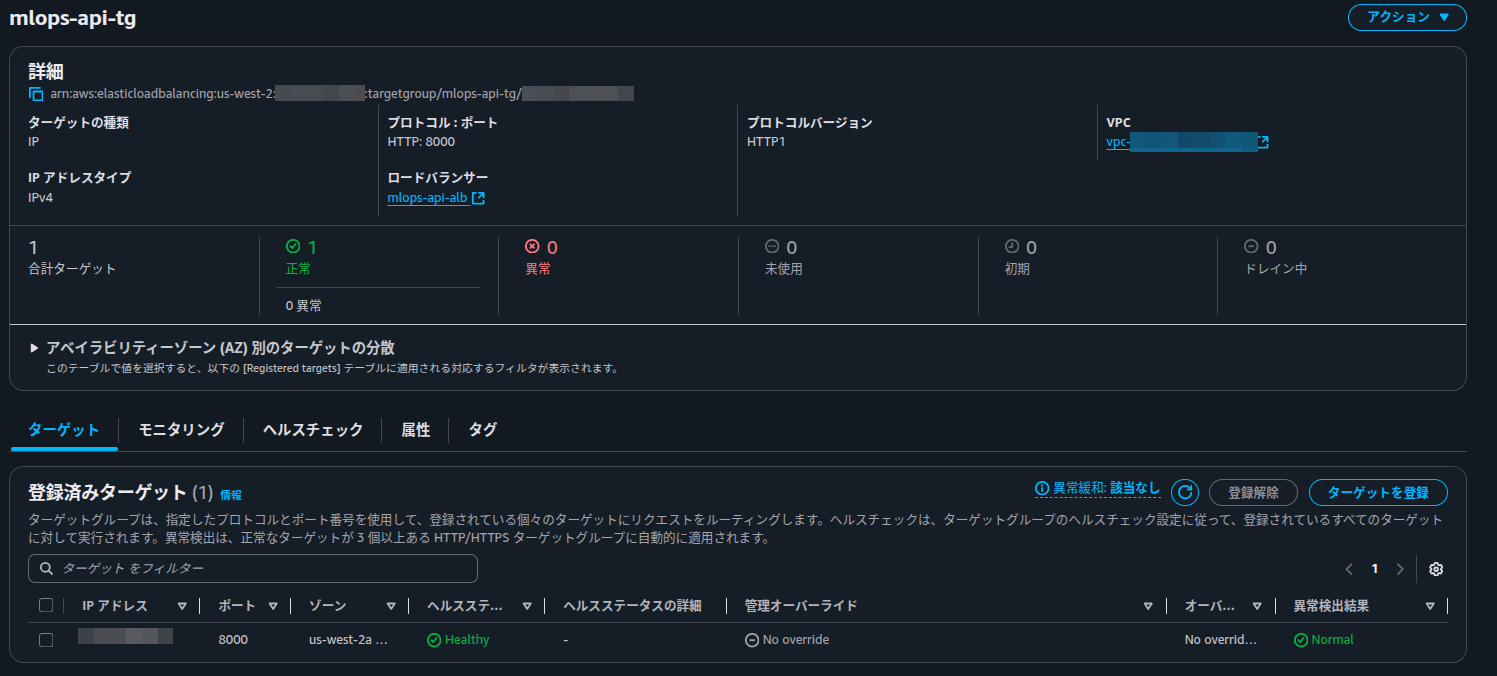 mlops-api-tg
アクション
詳細
arn:aws:elasticloadbalancing:us-west-2: :targetgroup/mlops-api-tg/
ターゲットの種類
IP
プロトコル : ポート
HTTP: 8000
プロトコルバージョン
HTTP1
VPC
vpc-
IP アドレスタイプ
IPv4
ロードバランサー
mlops-api-alb
1
合計ターゲット
1
正常
0 異常
0
異常
0
未使用
0
初期
0
ドレイン中
アベイラビリティーゾーン (AZ) 別のターゲットの分散
このテーブルで値を選択すると、以下の [Registered targets] テーブルに適用される対応するフィルタが表示されます。
ターゲット モニタリング ヘルスチェック 属性 タグ
登録済みターゲット (1) 情報
異常緩和: 該当なし 登録解除 ターゲットを登録
ターゲットグループは、指定したプロトコルとポート番号を使用して、登録されている個々のターゲットにリクエストをルーティングします。ヘルスチェックは、ターゲットグループのヘルスチェック設定に従って、登録されているすべてのターゲット
に対して実行されます。異常検出は、正常なターゲットが 3 個以上ある HTTP/HTTPS ターゲットグループに自動的に適用されます。
ターゲット をフィルター
1
IP アドレス ポート ゾーン ヘルスステ... ヘルスステータスの詳細 管理オーバーライド オーバ... 異常検出結果
8000 us-west-2a ... Healthy - No override No overrid... Normal